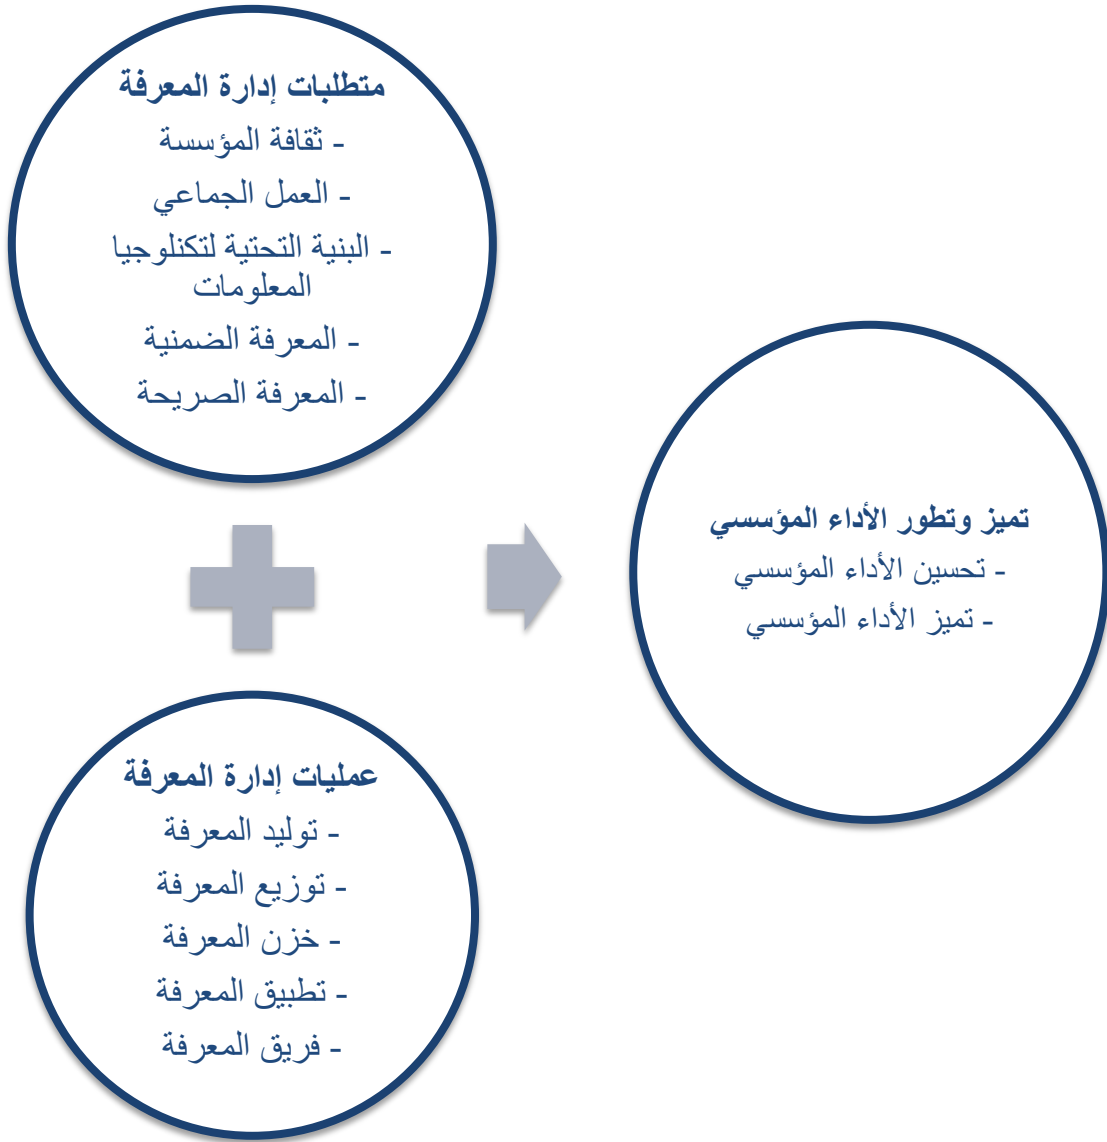 متطلبات إدارة المعرفة
- ثقافة المؤسسة
- العمل الجماعي
- البنية التحتية لتكنلوجيا
المعلومات
- المعرفة الضمنية
- المعرفة الصريحة
عمليات إدارة المعرفة
- توليد المعرفة
- توزيع المعرفة
- خزن المعرفة
- تطبيق المعرفة
- فريق المعرفة
تميز وتطور الأداء المؤسسي
- تحسين الأداء المؤسسي
- تميز الأداء المؤسسي